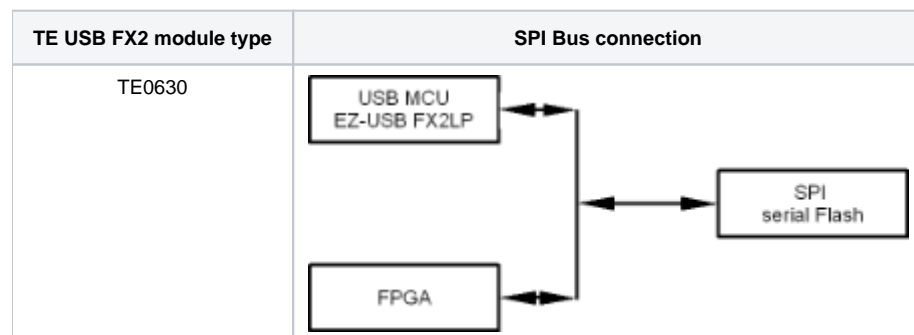 TE USB FX2 module type
SPI Bus connection
TE0630
USB MCU
EZ-USB FX2LP
SPI
serial Flash
FPGA